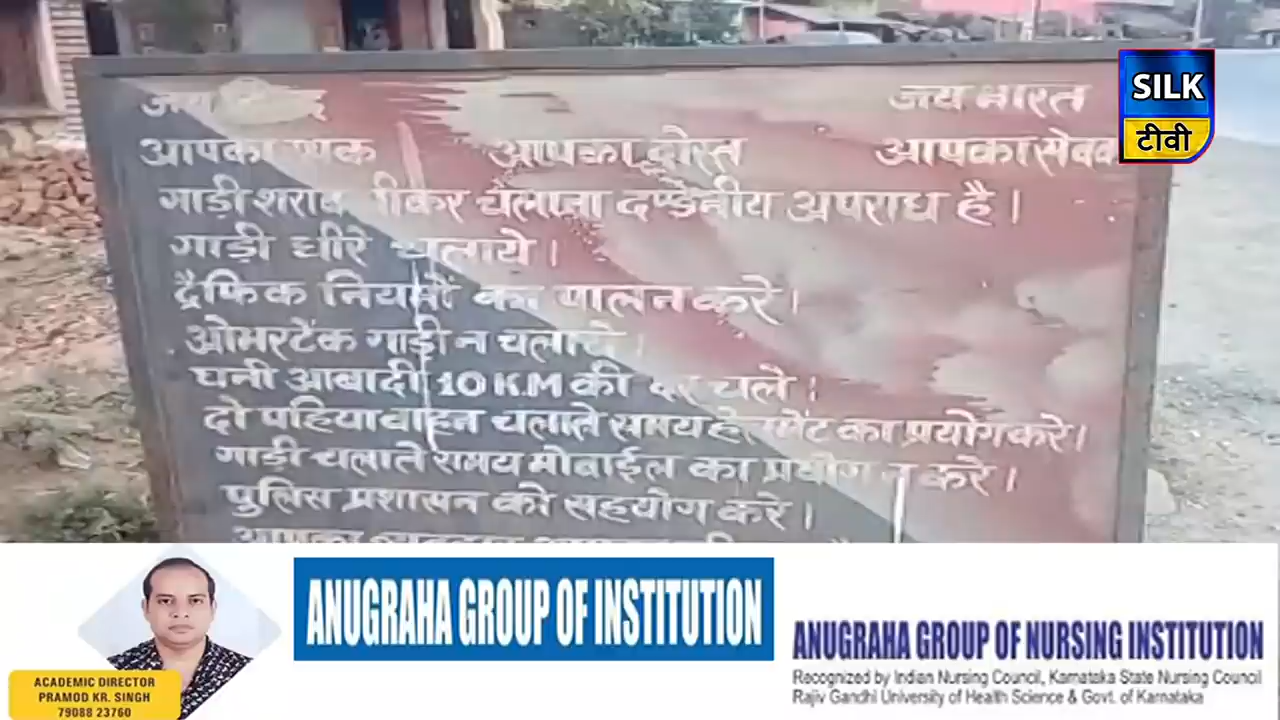 जय हिन्द जय भारत
SILK
टीवी
आपका दोस्त
गाड़ी शराब पीकर चलाना दण्डनीय अपराध है।
गाड़ी धीरे चलाये।
ट्रैफिक नियमों का पालन करे।
ओभरटेक गाड़ी न चलाये।
घनी आबादी 10 K.M की दर चले।
दो पहिया वाहन चलाते समय हेलमेंट का प्रयोग करे।
गाड़ी चलाते समय मोबाईल का प्रयोग न करे।
पुलिस प्रशासन को सहयोग करे।
ACADEMIC DIRECTOR
PRAMOD KR. SINGH
79088 23760
ANUGRAHA GROUP OF INSTITUTION
ANUGRAHA GROUP OF NURSING INSTITUTION
Recognized by Indian Nursing Council, Karnataka State Nursing Council
Rajiv Gandhi University of Health Science & Govt. of Karnataka